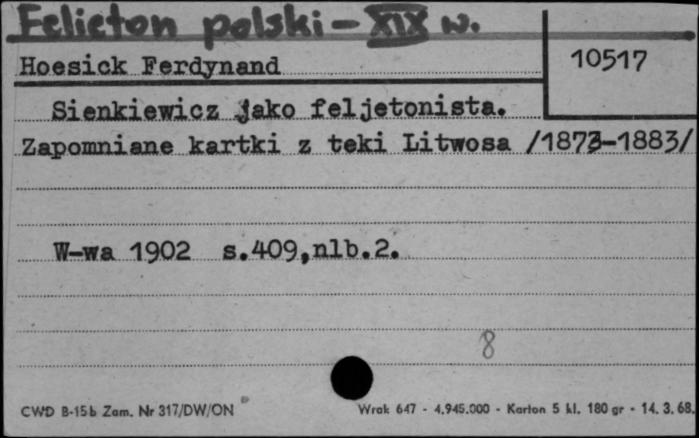 Felieton polski – XIX w.
Hoesick Ferdynand
10517
Sienkiewicz jako feljetonista.
Zapomniane kartki z teki Litwosa /1873-1883/
W-wa 1902 s.409,nlb.2.
8
CWD B-15b Zam. Nr 317/DW/ON
Wrak 647 - 4.945.000 - Karton 5 kl. 180 gr - 14. 3. 68.